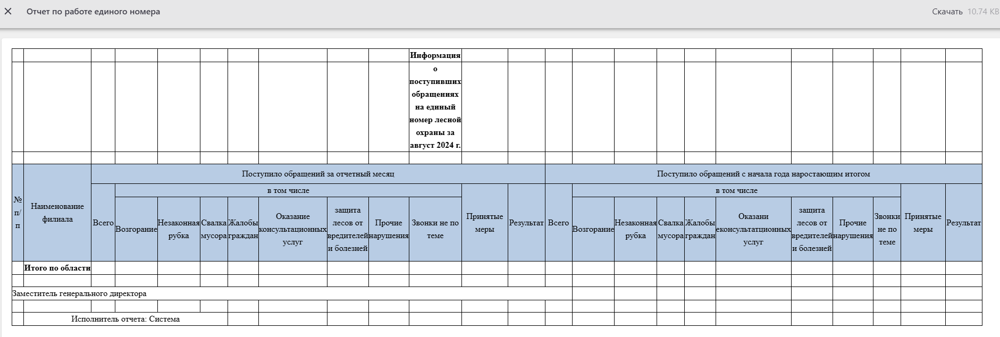 Отчет по работе единого номера
Скачать 10.74 KB
Информация
о
поступивших
обращениях
на единый
номер лесной
охраны за
август 2024 г.
№
п/
п
Наименование
филиала
Поступило обращений за отчетный месяц
Всего
в том числе
Возгорание
Незаконная
рубка
Свалка
мусора
Жалобы
граждан
Оказание
консультационных
услуг
защита
лесов от
вредителей
и болезней
Прочие
нарушения
Звонки не по
теме
Принятые
меры
Результат
Поступило обращений с начала года наростающим итогом
Всего
в том числе
Возгорание
Незаконная
рубка
Свалка
мусора
Жалобы
граждан
Оказани
еконсультатционных
услуг
защита
лесов от
вредителей
и болезней
Прочие
нарушения
Звонки
не по
теме
Принятые
меры
Результат
Итого по области
Заместитель генерального директора
Исполнитель отчета: Система